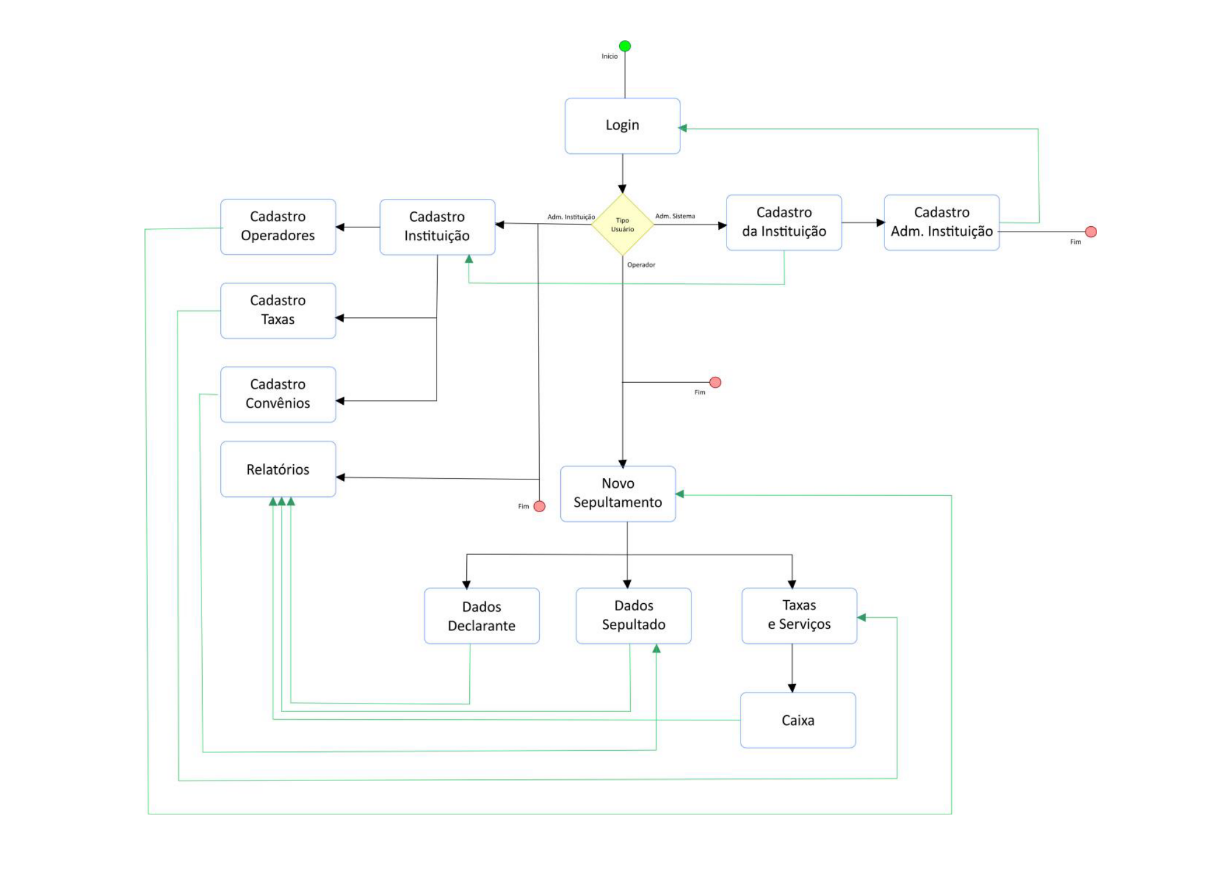 Início
Login
Adm. Instituição
Tipo
Usuário
Adm. Sistema
Operador
Cadastro
Operadores
Cadastro
Instituição
Cadastro
da Instituição
Cadastro
Adm. Instituição
Fim
Cadastro
Taxas
Cadastro
Convênios
Fim
Relatórios
Fim
Novo
Sepultamento
Dados
Declarante
Dados
Sepultado
Taxas
e Serviços
Caixa